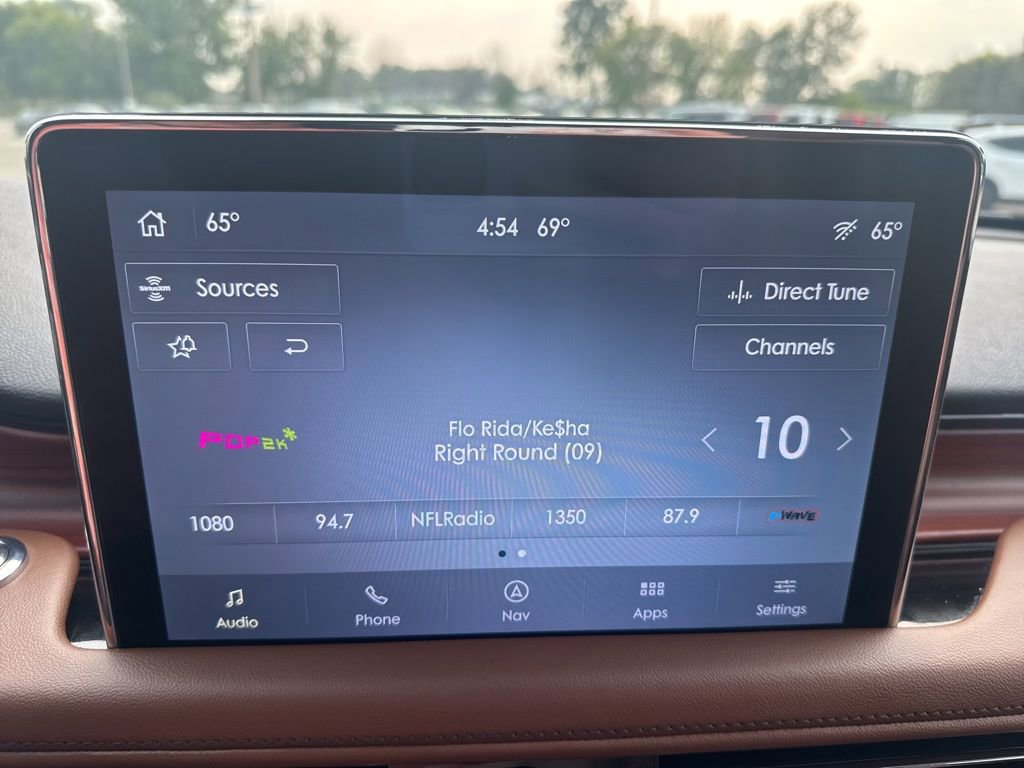 65°
4:54 69°
65°
SiriusXM Sources
Direct Tune
Channels
POP2K
Flo Rida/Ke$ha
Right Round (09)
10
1080
94.7
NFLRadio
1350
87.9
WAVE
Audio
Phone
Nav
Apps
Settings